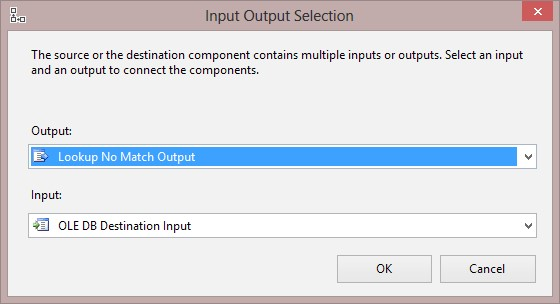 Input Output Selection
The source or the destination component contains multiple inputs or outputs. Select an input
and an output to connect the components.
Output:
Lookup No Match Output
Input:
OLE DB Destination Input
OK Cancel